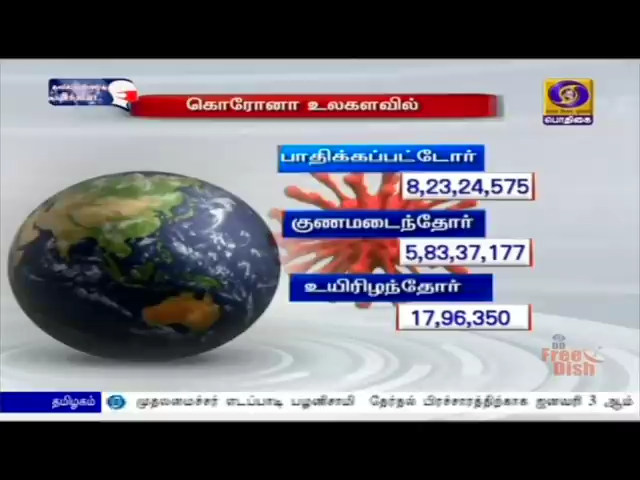 கொரோனா உலகளவில்
பொதிகை
பாதிக்கப்பட்டோர்
8,23,24,575
குணமடைந்தோர்
5,83,37,177
உயிரிழந்தோர்
17,96,350
DD
Free
Dish
தமிழகம் முதலமைச்சர் எடப்பாடி பழனிசாமி தேர்தல் பிரச்சாரத்திற்காக ஜனவரி 3 ஆம்